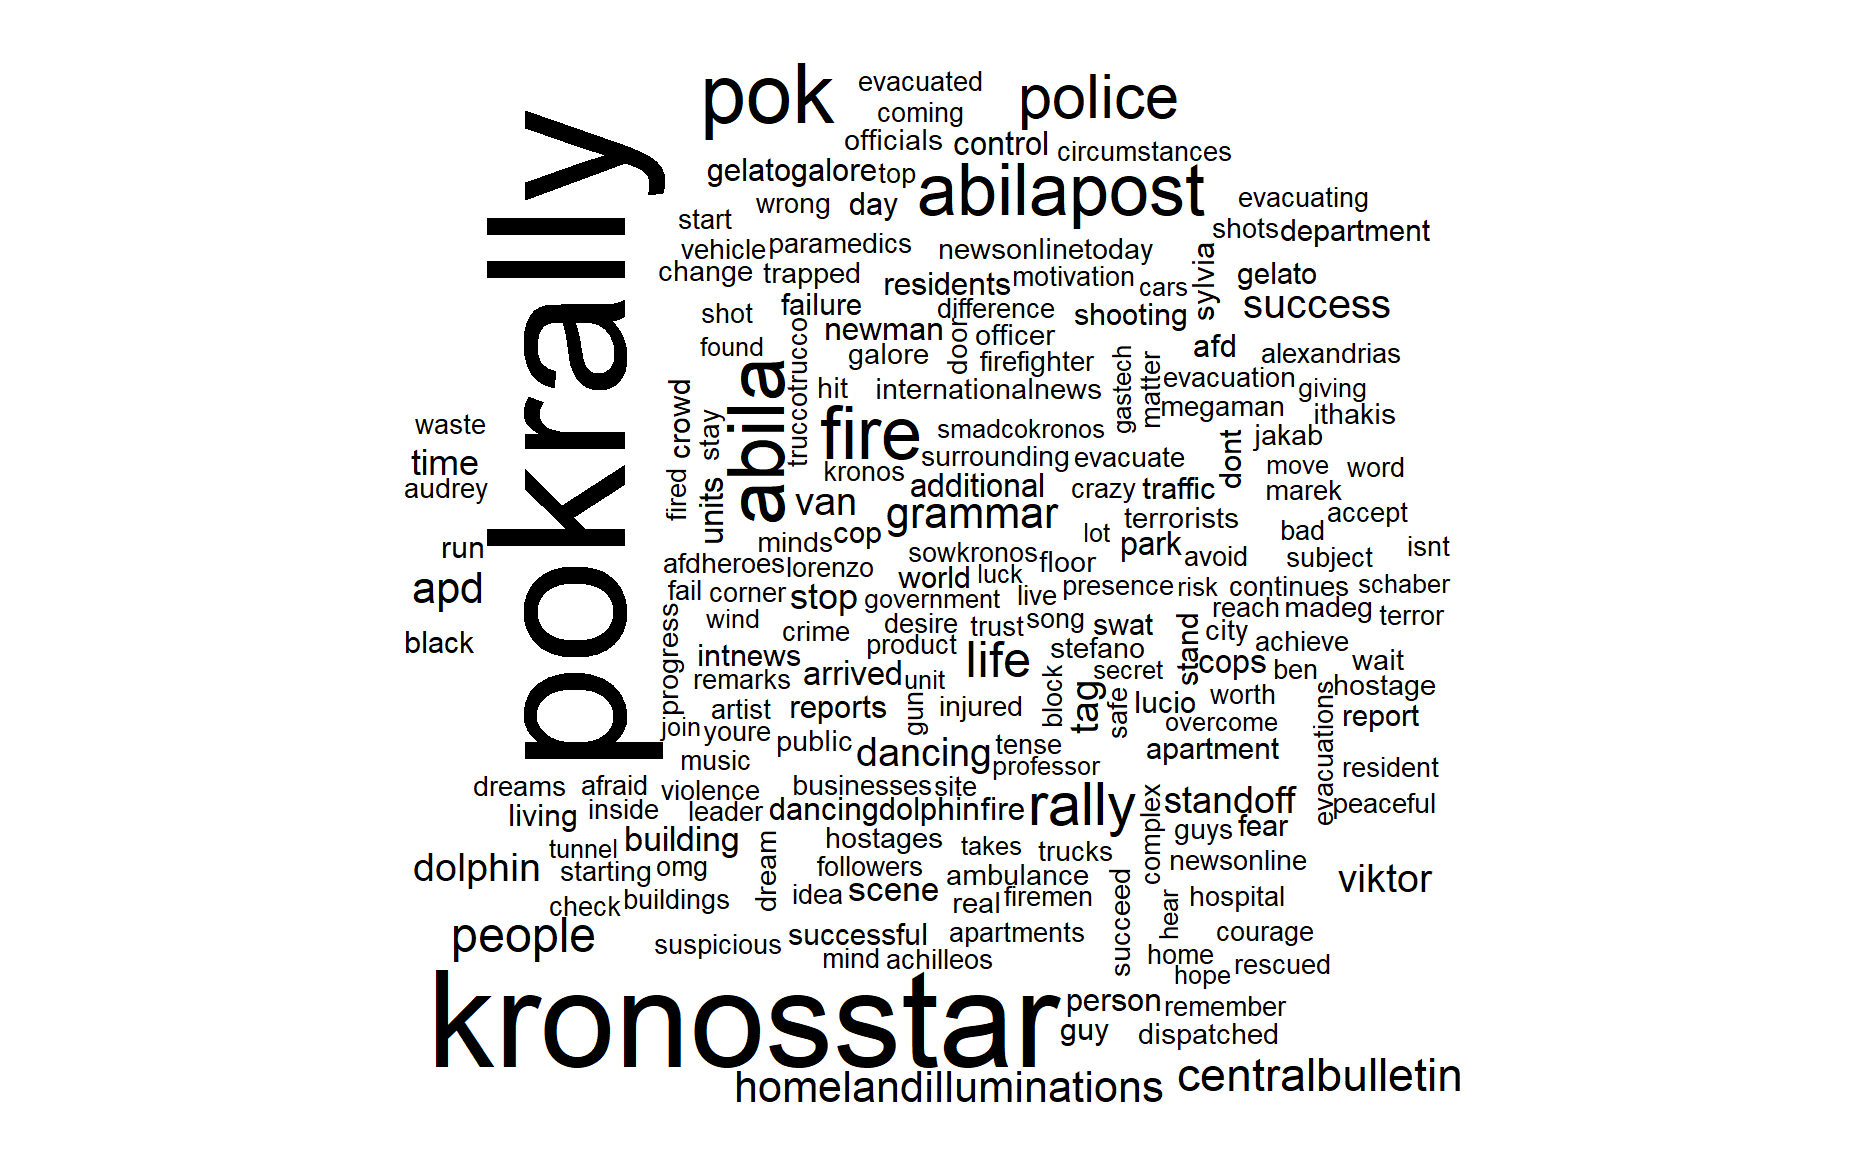 pokrally
pok
evacuated
police
coming
officials
control
circumstances
gelatogalore
top
abilapost
evacuating
wrong
day
start
shots
department
vehicle
paramedics
newsonlinetoday
sylvia
change
trapped
residents
motivation
cars
gelato
shot
failure
difference
shooting
success
found
newman
door
officer
afd
alexandrias
galore
firefighter
truccotrucco
abila
hit
internationalnews
gastech
matter
evacuation
giving
megaman
ithakis
waste
crowd
stay
fire
smadcokronos
dont
jakab
time
kronos
surrounding
evacuate
move
word
audrey
fired
units
van
additional
crazy
traffic
marek
grammar
terrorists
accept
run
minds
cop
lot
park
bad
isnt
sowkronos
floor
avoid
subject
apd
afdheroes
lorenzo
world
luck
presence
risk
continues
schaber
fail
corner
stop
government
live
reach
madeg
terror
black
progress
wind
crime
desire
trust
song
swat
stand
city
achieve
product
life
stefano
intnews
remarks
arrived
unit
secret
cops
ben
wait
hostage
artist
reports
gun
injured
block
tag
safe
lucio
worth
overcome
evacuations
report
join
youre
public
dancing
tense
apartment
music
professor
resident
dreams
afraid
violence
businesses
site
living
inside
leader
dancingdolphinfire
rally
complex
standoff
peaceful
tunnel
building
hostages
takes
trucks
guys
fear
dolphin
starting
omg
dream
followers
ambulance
newsonline
viktor
check
buildings
idea
scene
real
firemen
succeed
hear
hospital
people
suspicious
successful
apartments
courage
mind
achilleos
home
hope
rescued
kronosstar
person
remember
guy
dispatched
homelandilluminations
centralbulletin